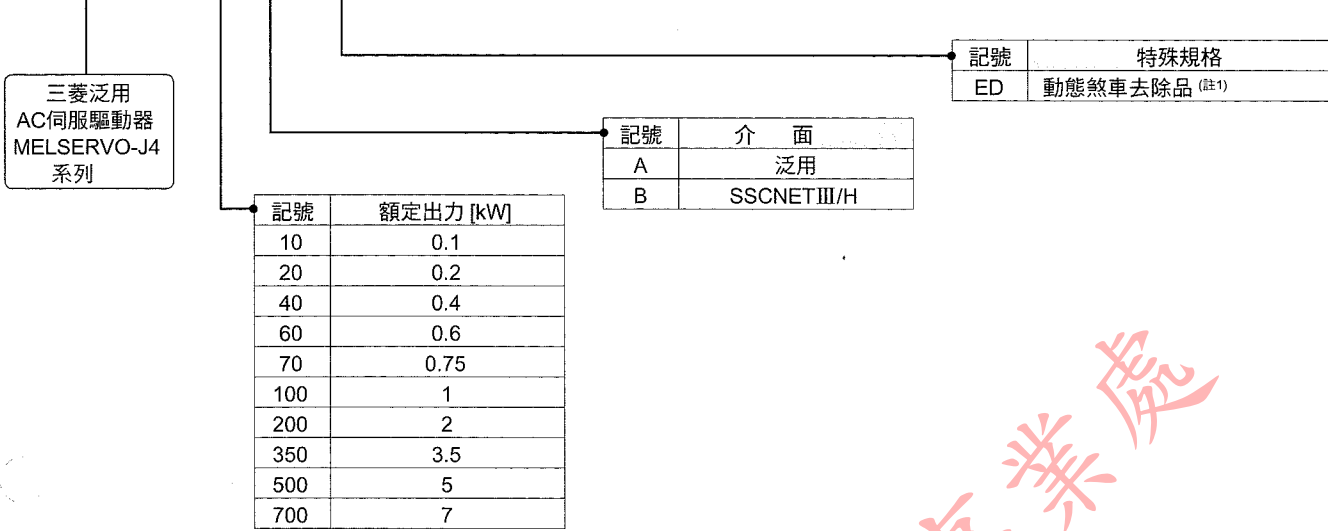 記號 特殊規格
ED 動態煞車去除品 (註1)
三菱泛用
AC伺服驅動器
MELSERVO-J4
系列
記號 介 面
A 泛用
B SSCNETⅢ/H
記號 額定出力 [kW]
10 0.1
20 0.2
40 0.4
60 0.6
70 0.75
100 1
200 2
350 3.5
500 5
700 7
業處